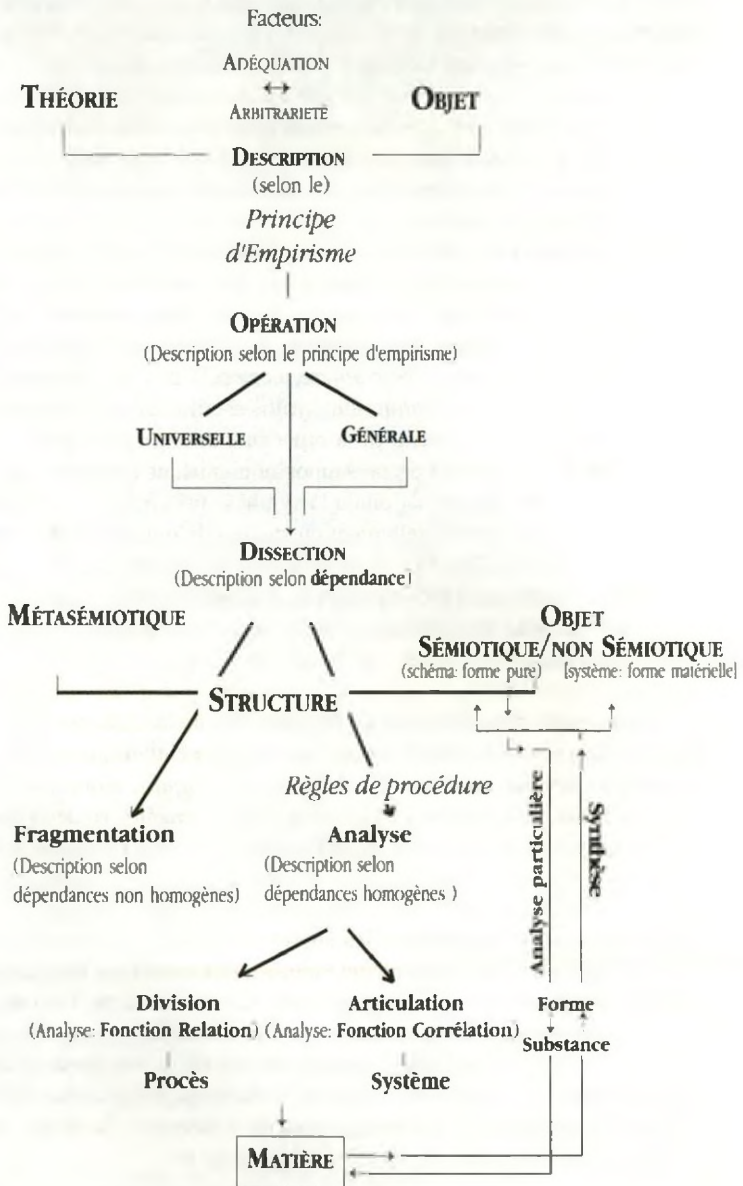 Facteurs:
ADÉQUATION
↔
THÉORIE
ARBITRARIETÉ
OBJET
DESCRIPTION
(selon le)
Principe
d'Empirisme
OPÉRATION
(Description selon le principe d'empirisme)
UNIVERSELLE
GÉNÉRALE
DISSECTION
(Description selon dépendance)
MÉTASÉMIOTIQUE
OBJET
SÉMIOTIQUE/NON SÉMIOTIQUE
(schéma: forme pure) [système: forme matérielle]
STRUCTURE
Règles de procédure
Fragmentation
(Description selon
dépendances non homogènes)
Analyse
(Description selon
dépendances homogènes )
Analyse particulière
Synthèse
Division
(Analyse: Fonction Relation)
Articulation
(Analyse: Fonction Corrélation)
Forme
Substance
Procès
Système
MATIÈRE